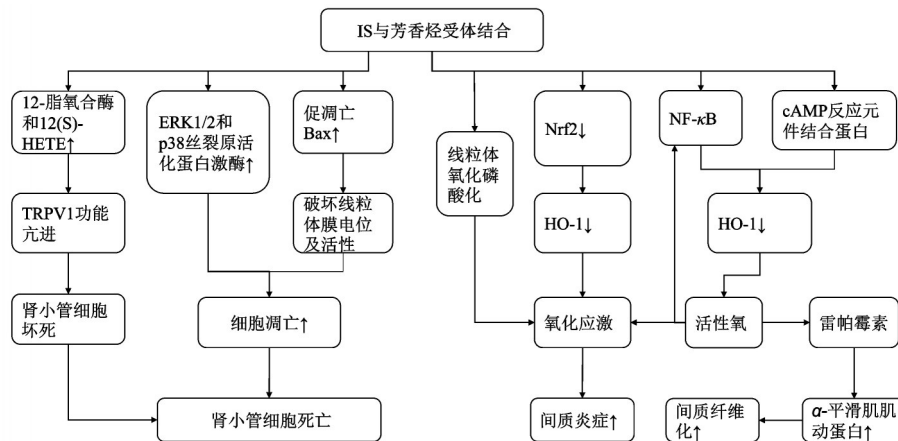 IS与芳香烃受体结合
12-脂氧合酶
和12(S)-
HETE↑
ERK1/2和
p38丝裂原活
化蛋白激酶↑
促凋亡
Bax↑
线粒体
氧化磷
酸化
Nrf2↓
NF-κB
cAMP反应元
件结合蛋白
TRPV1功能
亢进
破坏线粒
体膜电位
及活性
HO-1↓
HO-1↓
肾小管细胞
坏死
细胞凋亡↑
氧化应激
活性氧
雷帕霉素
肾小管细胞死亡
间质炎症↑
间质纤维
化↑
α-平滑肌肌
动蛋白↑